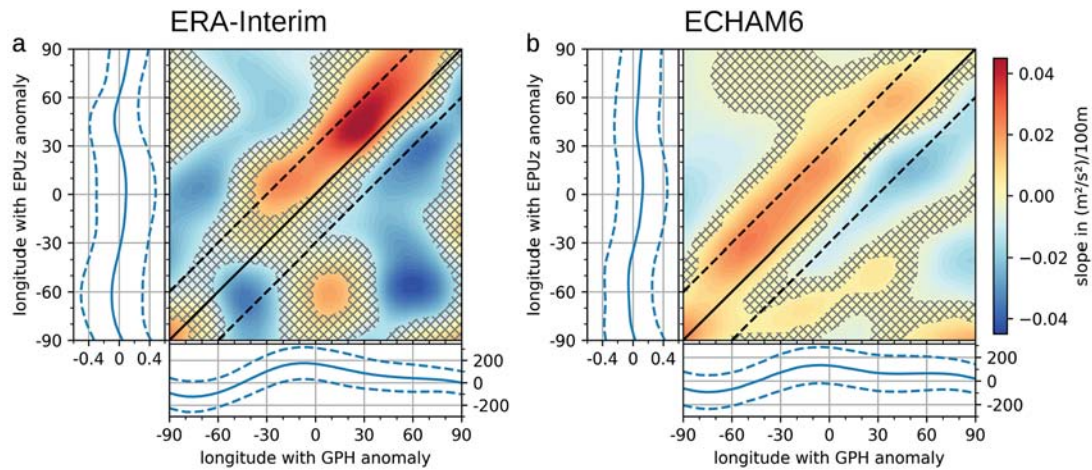 ERA-Interim
ECHAM6
a
b
90
60
30
0
-30
-60
-90
longitude with EPUz anomaly
-0.4 0 0.4
200
0
-200
-90 -60 -30 0 30 60 90
longitude with GPH anomaly
90
60
30
0
-30
-60
-90
longitude with EPUz anomaly
-0.4 0 0.4
200
0
-200
-90 -60 -30 0 30 60 90
longitude with GPH anomaly
0.04
0.02
0.00
−0.02
−0.04
slope in (m²/s²)/100m